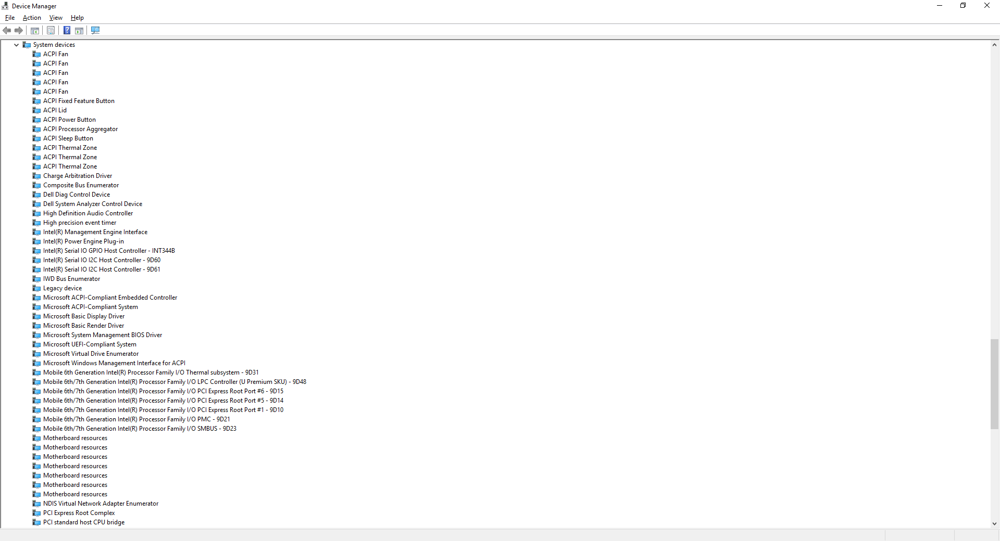 Device Manager
File Action View Help
System devices
ACPI Fan
ACPI Fan
ACPI Fan
ACPI Fan
ACPI Fan
ACPI Fixed Feature Button
ACPI Lid
ACPI Power Button
ACPI Processor Aggregator
ACPI Sleep Button
ACPI Thermal Zone
ACPI Thermal Zone
ACPI Thermal Zone
Charge Arbitration Driver
Composite Bus Enumerator
Dell Diag Control Device
Dell System Analyzer Control Device
High Definition Audio Controller
High precision event timer
Intel(R) Management Engine Interface
Intel(R) Power Engine Plug-in
Intel(R) Serial IO GPIO Host Controller - INT344B
Intel(R) Serial IO I2C Host Controller - 9D60
Intel(R) Serial IO I2C Host Controller - 9D61
IWD Bus Enumerator
Legacy device
Microsoft ACPI-Compliant Embedded Controller
Microsoft ACPI-Compliant System
Microsoft Basic Display Driver
Microsoft Basic Render Driver
Microsoft System Management BIOS Driver
Microsoft UEFI-Compliant System
Microsoft Virtual Drive Enumerator
Microsoft Windows Management Interface for ACPI
Mobile 6th Generation Intel(R) Processor Family I/O Thermal subsystem - 9D31
Mobile 6th/7th Generation Intel(R) Processor Family I/O LPC Controller (U Premium SKU) - 9D48
Mobile 6th/7th Generation Intel(R) Processor Family I/O PCI Express Root Port #6 - 9D15
Mobile 6th/7th Generation Intel(R) Processor Family I/O PCI Express Root Port #5 - 9D14
Mobile 6th/7th Generation Intel(R) Processor Family I/O PCI Express Root Port #1 - 9D10
Mobile 6th/7th Generation Intel(R) Processor Family I/O PMC - 9D21
Mobile 6th/7th Generation Intel(R) Processor Family I/O SMBUS - 9D23
Motherboard resources
Motherboard resources
Motherboard resources
Motherboard resources
Motherboard resources
Motherboard resources
Motherboard resources
NDIS Virtual Network Adapter Enumerator
PCI Express Root Complex
PCI standard host CPU bridge